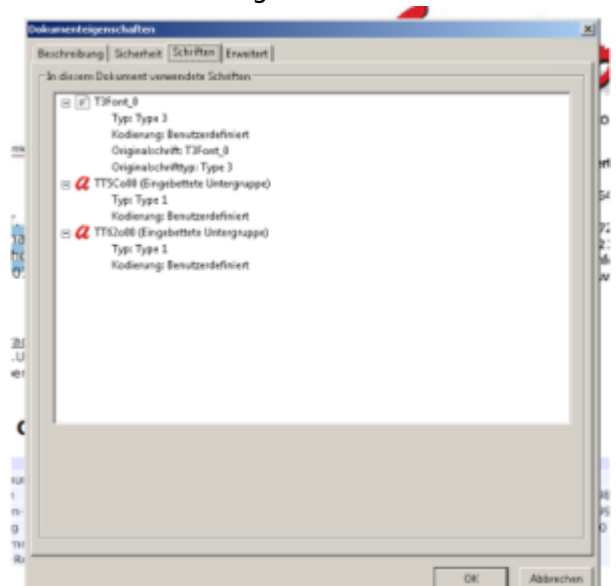 Dokumenteigenschaften
Beschreibung Sicherheit Schriften Erweitert
In diesem Dokument verwendete Schriften
T3Font_0
Typ: Type 3
Kodierung: Benutzerdefiniert
Originalschrift: T3Font_0
Originalschrifttyp: Type 3
TT5Co00 (Eingebettete Untergruppe)
Typ: Type 1
Kodierung: Benutzerdefiniert
TT62o00 (Eingebettete Untergruppe)
Typ: Type 1
Kodierung: Benutzerdefiniert
OK Abbrechen